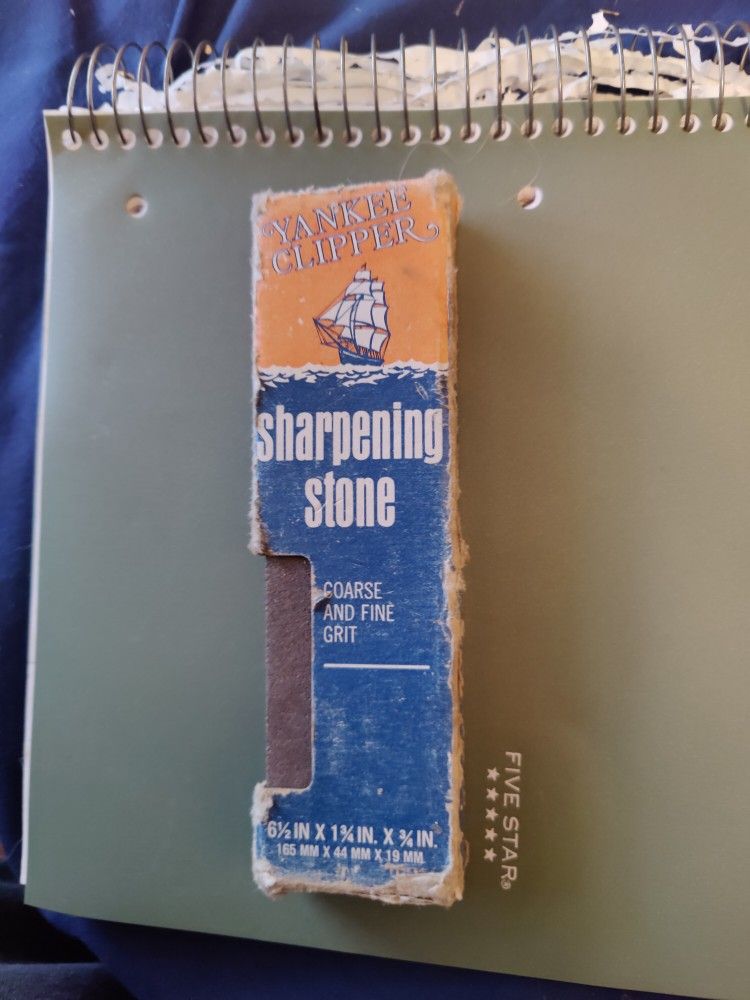 YANKEE
CLIPPER
sharpening
stone
COARSE
AND FINE
GRIT
6½ IN X 1¾ IN. X ¾ IN.
165 MM X 44 MM X 19 MM
FIVE STAR®
★★★★★